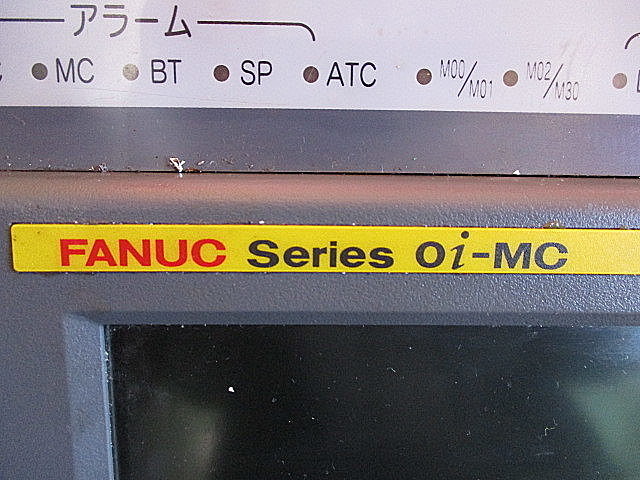 アラーム
MC BT SP ATC M00/M01 M02/M30
FANUC Series 0i-MC